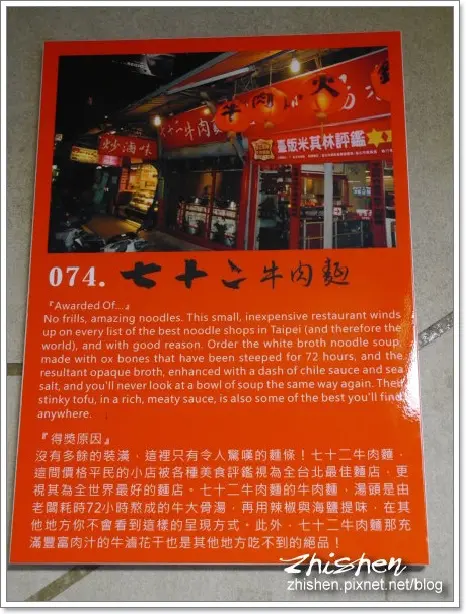 炒滷味
七十二牛肉麵
牛肉 火
臺版米其林評鑑
074. 七十二牛肉麵
『Awarded Of....』
No frills, amazing noodles. This small, inexpensive restaurant winds
up on every list of the best noodle shops in Taipei (and therefore the
world), and with good reason. Order the white broth noodle soup,
made with ox bones that have been steeped for 72 hours, and the
resultant opaque broth, enhanced with a dash of chile sauce and sea
salt, and you'll never look at a bowl of soup the same way again. Their
stinky tofu, in a rich, meaty sauce, is also some of the best you'll find
anywhere.
『得獎原因』
沒有多餘的裝潢，這裡只有令人驚嘆的麵條！七十二牛肉麵，
這間價格平民的小店被各種美食評鑑視為全台北最佳麵店，更
視其為全世界最好的麵店。七十二牛肉麵的牛肉麵，湯頭是由
老闆耗時72小時熬成的牛大骨湯，再用辣椒與海鹽提味，在其
他地方你不會看到這樣的呈現方式。此外，七十二牛肉麵那充
滿豐富肉汁的牛滷花干也是其他地方吃不到的絕品！
Zhishen
zhishen.pixnet.net/blog